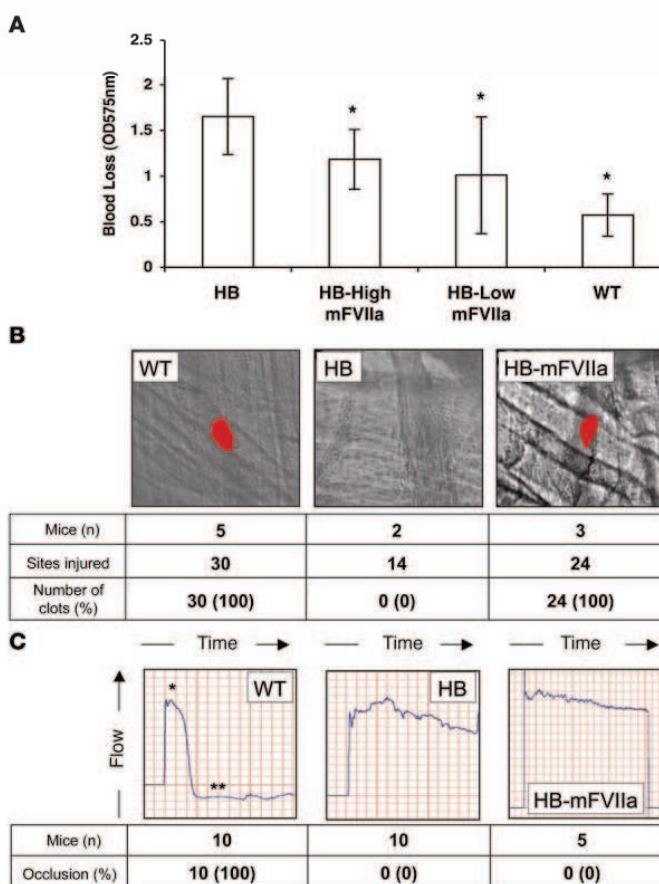 A
Blood Loss (OD575nm)
2.5
2
1.5
1
0.5
0
*
*
*
HB
HB-High
mFVIIa
HB-Low
mFVIIa
WT
B
WT
HB
HB-mFVIIa
Mice (n) 5 2 3
Sites injured 30 14 24
Number of
clots (%) 30 (100) 0 (0) 24 (100)
C
Time Time Time
Flow
*
**
WT
HB
HB-mFVIIa
Mice (n) 10 10 5
Occlusion (%) 10 (100) 0 (0) 0 (0)